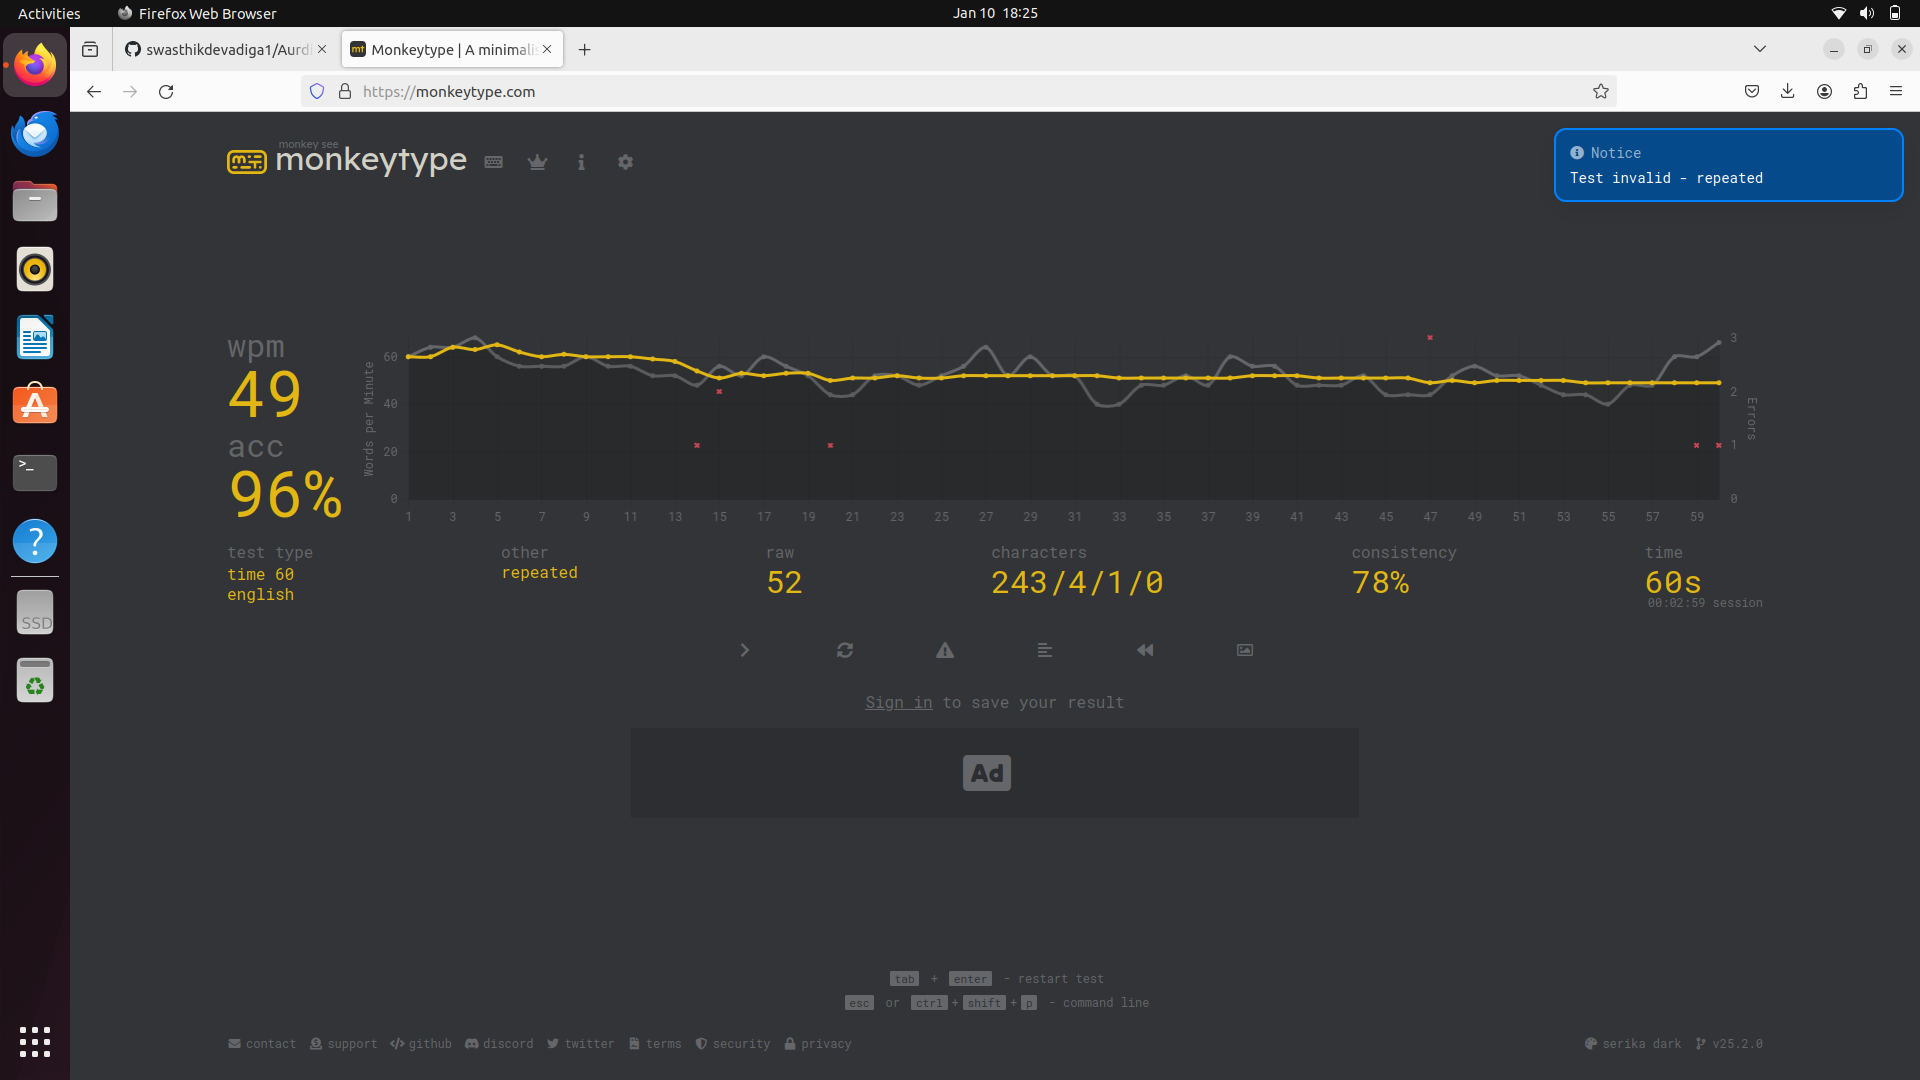 Activities
Firefox Web Browser
Jan 10 18:25
swasthikdevadiga1/Aurdi
Monkeytype | A minimalis
https://monkeytype.com
monkey see
monkeytype
Notice
Test invalid - repeated
wpm
49
acc
96%
Words per Minute
60
40
20
0
3
2
1
0
Errors
1 3 5 7 9 11 13 15 17 19 21 23 25 27 29 31 33 35 37 39 41 43 45 47 49 51 53 55 57 59
test type
time 60
english
other
repeated
raw
52
characters
243/4/1/0
consistency
78%
time
60s
00:02:59 session
Sign in to save your result
Ad
SSD
tab + enter - restart test
esc or ctrl + shift + p - command line
contact support github discord twitter terms security privacy
serika dark v25.2.0